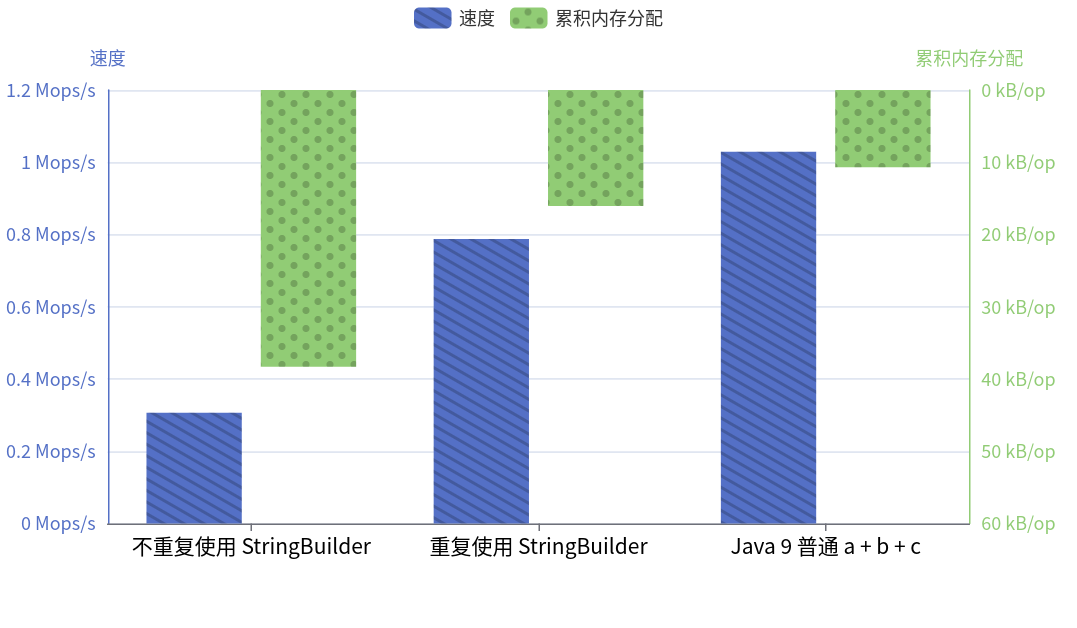 速度 累积内存分配
速度
累积内存分配
1.2 Mops/s
1 Mops/s
0.8 Mops/s
0.6 Mops/s
0.4 Mops/s
0.2 Mops/s
0 Mops/s
0 kB/op
10 kB/op
20 kB/op
30 kB/op
40 kB/op
50 kB/op
60 kB/op
不重复使用 StringBuilder
重复使用 StringBuilder
Java 9 普通 a + b + c